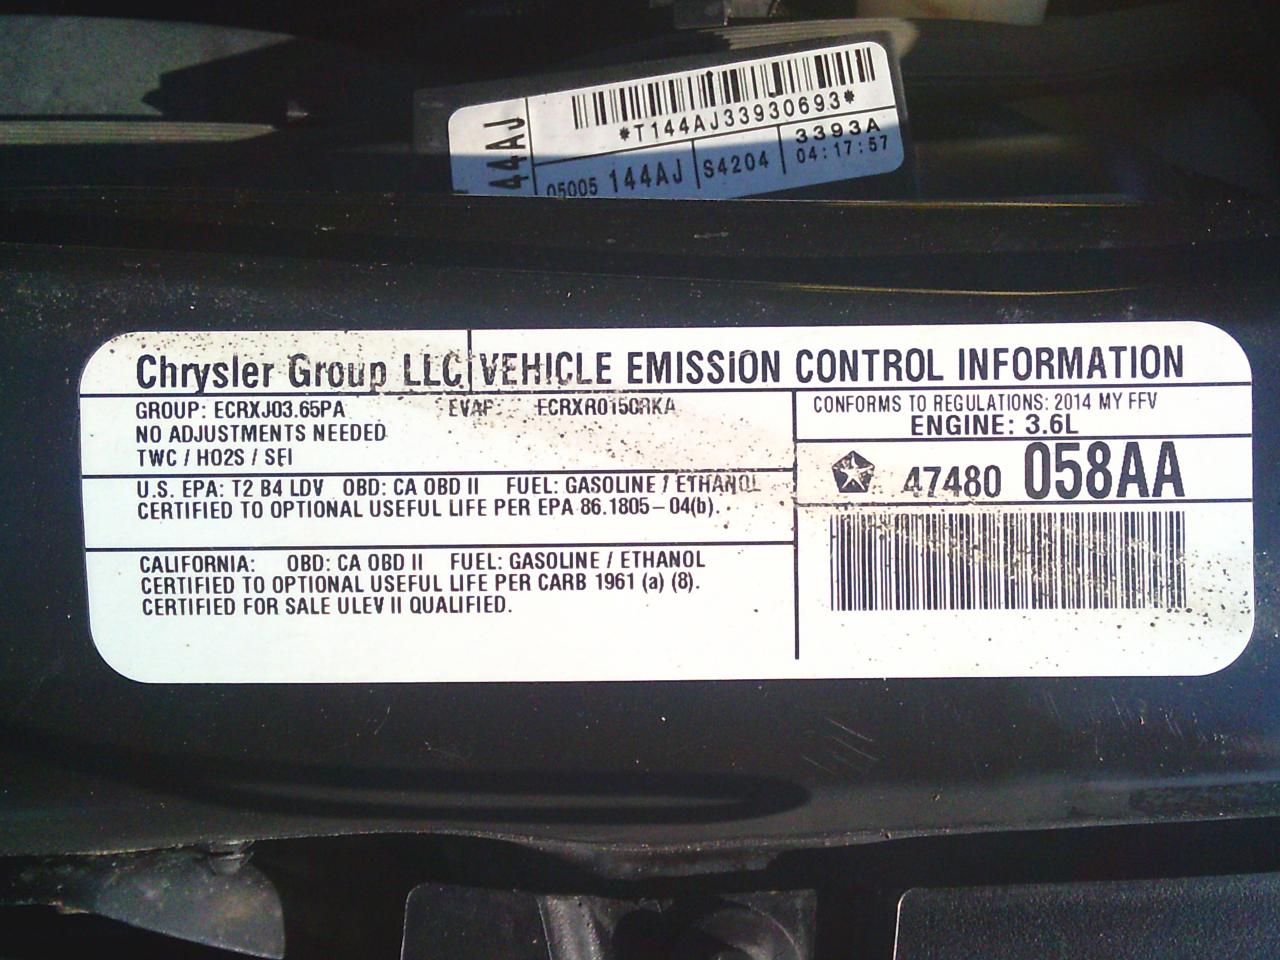 44AJ
*T144AJ33930693*
05005 144AJ S4204 3393A
04:17:57
Chrysler Group LLC VEHICLE EMISSION CONTROL INFORMATION
GROUP: ECRXJ03.65PA EVAP:
NO ADJUSTMENTS NEEDED
TWC / HO2S / SFI
CONFORMS TO REGULATIONS: 2014 MY FFV
ENGINE: 3.6L
47480 058AA
U.S. EPA: T2 B4 LDV OBD: CA OBD II FUEL: GASOLINE / ETHANOL
CERTIFIED TO OPTIONAL USEFUL LIFE PER EPA 86.1805-04(b).
CALIFORNIA: OBD: CA OBD II FUEL: GASOLINE / ETHANOL
CERTIFIED TO OPTIONAL USEFUL LIFE PER CARB 1961 (a) (8).
CERTIFIED FOR SALE ULEV II QUALIFIED.